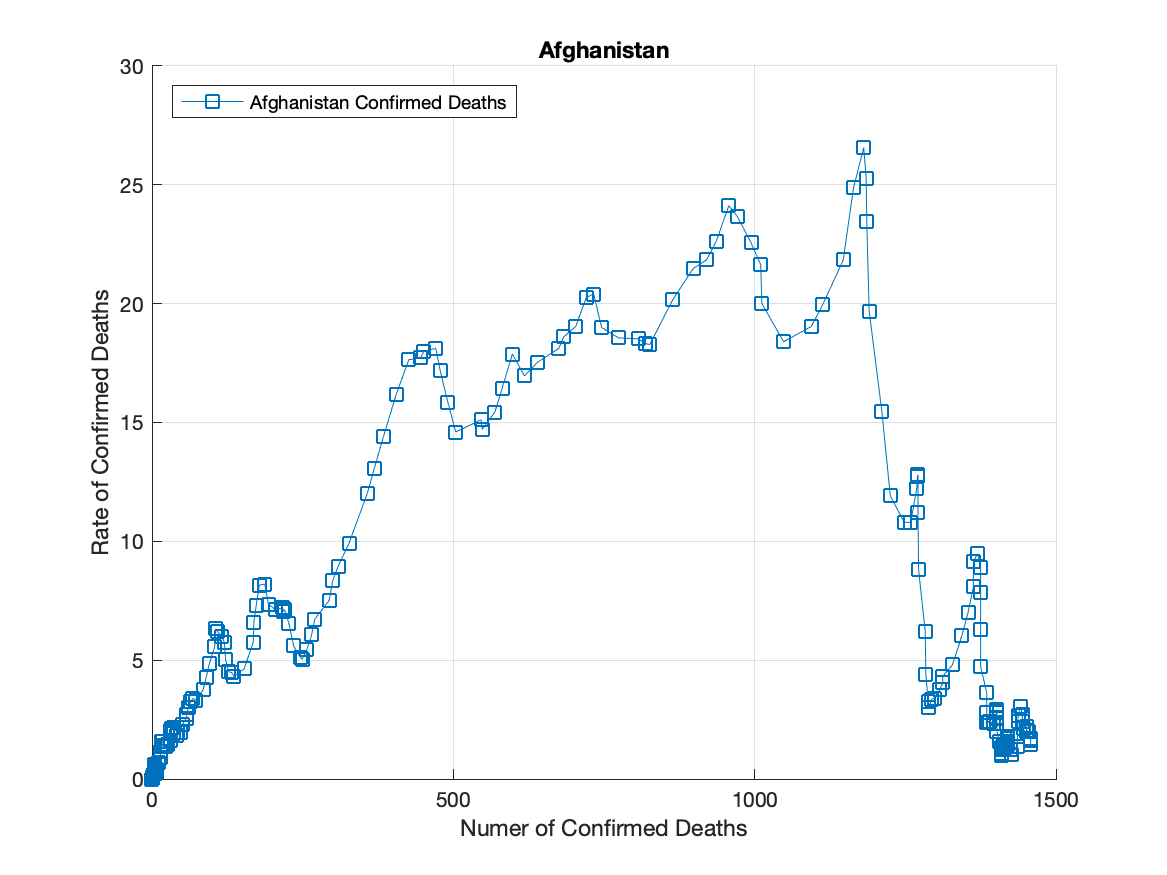 Afghanistan
Afghanistan Confirmed Deaths
30
25
20
15
10
5
0
Rate of Confirmed Deaths
0 500 1000 1500
Numer of Confirmed Deaths